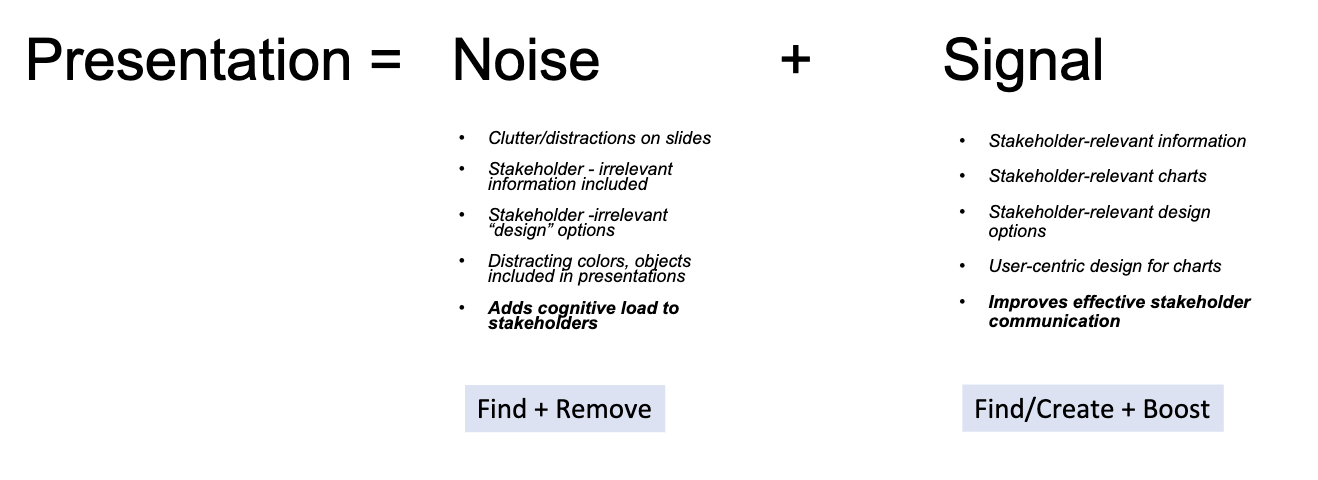 Presentation = Noise + Signal
• Clutter/distractions on slides
• Stakeholder - irrelevant
information included
• Stakeholder -irrelevant
“design” options
• Distracting colors, objects
included in presentations
• Adds cognitive load to
stakeholders
Find + Remove
• Stakeholder-relevant information
• Stakeholder-relevant charts
• Stakeholder-relevant design
options
• User-centric design for charts
• Improves effective stakeholder
communication
Find/Create + Boost